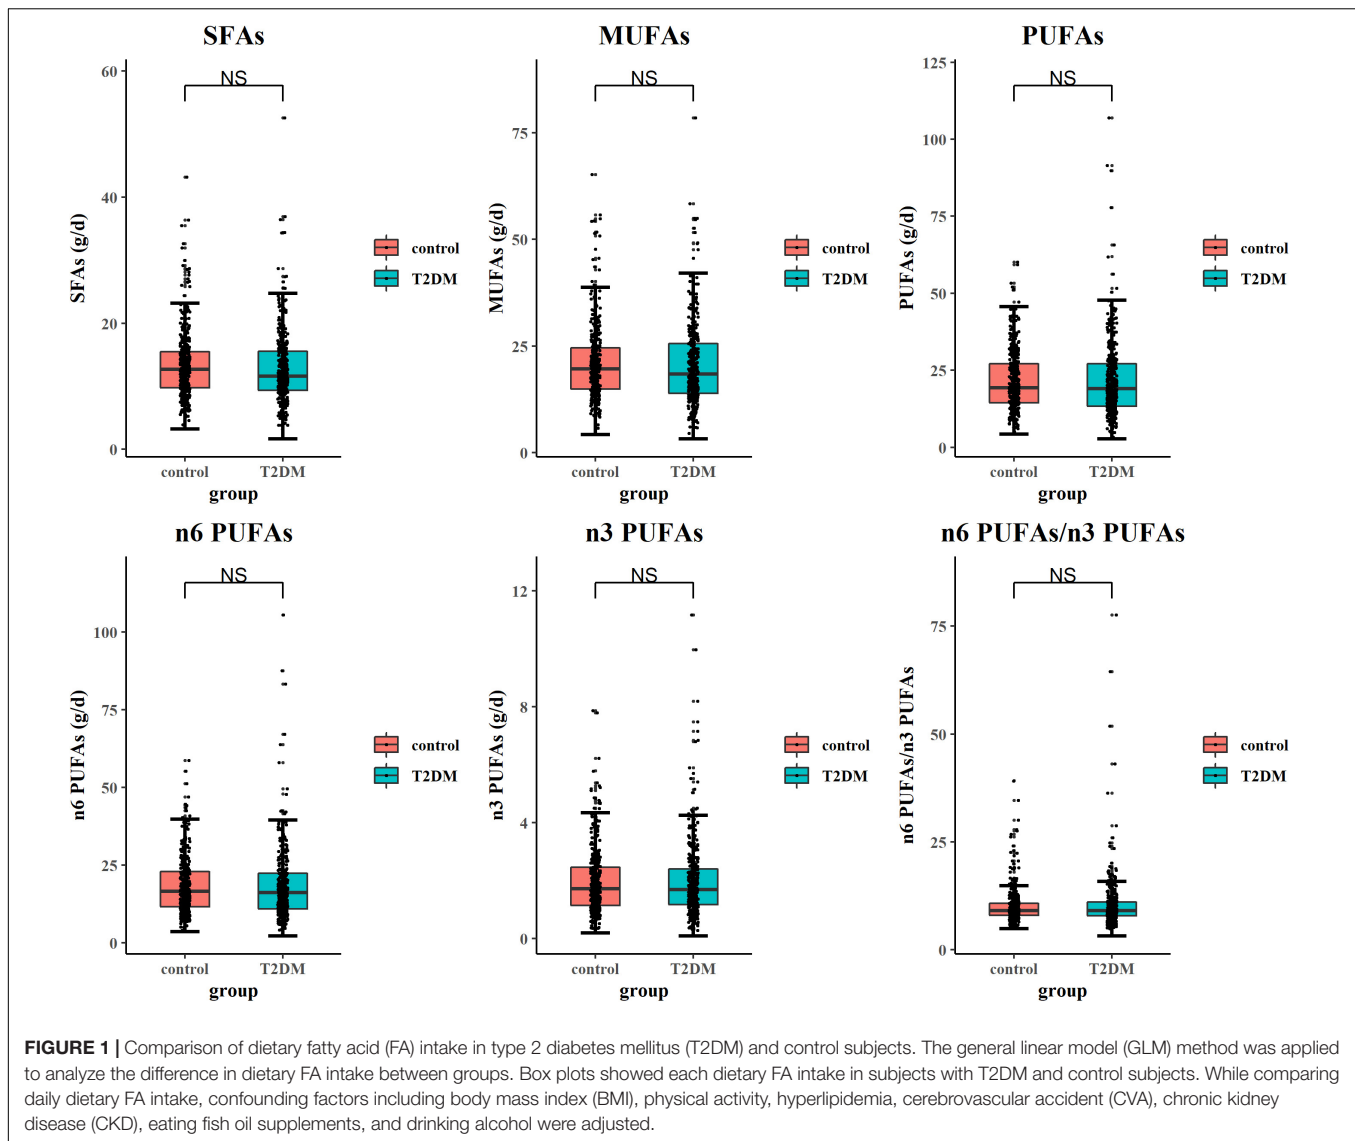 SFAs
MUFAs
PUFAs
60
40
20
0
SFAs (g/d)
NS
control
T2DM
group
control
T2DM
75
50
25
0
MUFAs (g/d)
NS
control
T2DM
group
control
T2DM
125
100
75
50
25
0
PUFAs (g/d)
NS
control
T2DM
group
control
T2DM
n6 PUFAs
n3 PUFAs
n6 PUFAs/n3 PUFAs
100
75
50
25
0
n6 PUFAs (g/d)
NS
control
T2DM
group
control
T2DM
12
8
4
0
n3 PUFAs (g/d)
NS
control
T2DM
group
control
T2DM
75
50
25
0
n6 PUFAs/n3 PUFAs
NS
control
T2DM
group
control
T2DM
FIGURE 1 | Comparison of dietary fatty acid (FA) intake in type 2 diabetes mellitus (T2DM) and control subjects. The general linear model (GLM) method was applied
to analyze the difference in dietary FA intake between groups. Box plots showed each dietary FA intake in subjects with T2DM and control subjects. While comparing
daily dietary FA intake, confounding factors including body mass index (BMI), physical activity, hyperlipidemia, cerebrovascular accident (CVA), chronic kidney
disease (CKD), eating fish oil supplements, and drinking alcohol were adjusted.